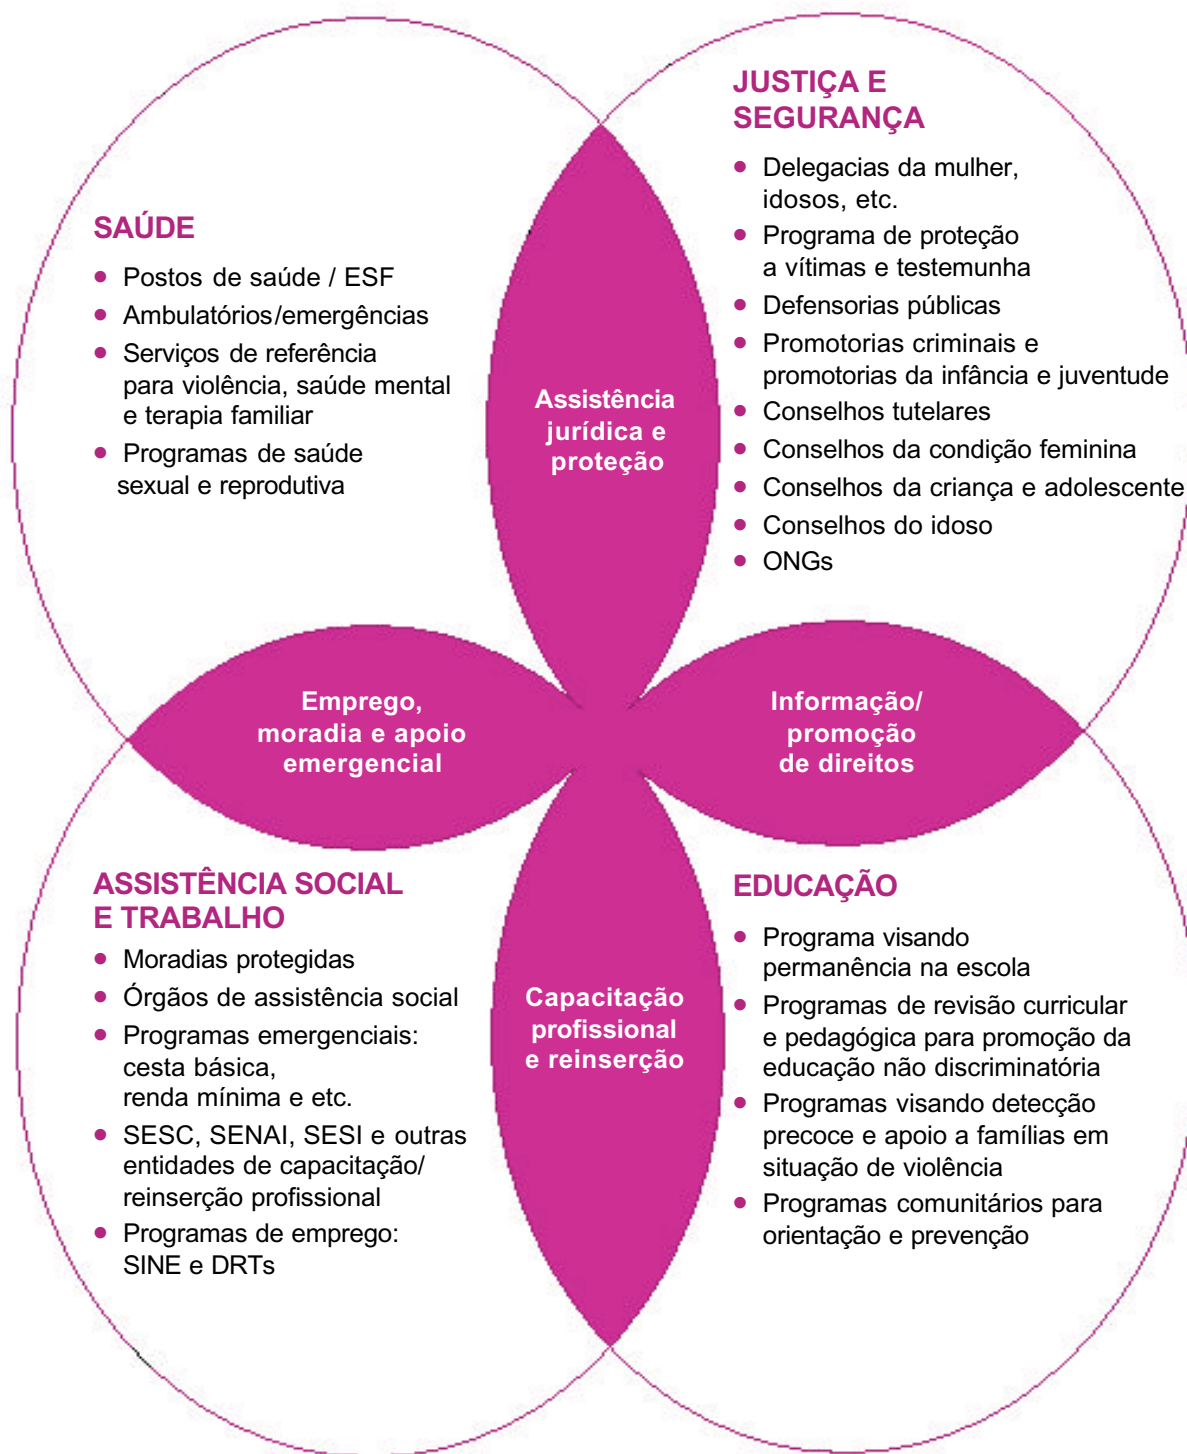 SAÚDE
• Postos de saúde / ESF
• Ambulatórios/emergências
• Serviços de referência
para violência, saúde mental
e terapia familiar
• Programas de saúde
sexual e reprodutiva
Assistência
jurídica e
proteção
JUSTIÇA E
SEGURANÇA
• Delegacias da mulher,
idosos, etc.
• Programa de proteção
a vítimas e testemunha
• Defensorias públicas
• Promotorias criminais e
promotorias da infância e juventude
• Conselhos tutelares
• Conselhos da condição feminina
• Conselhos da criança e adolescente
• Conselhos do idoso
• ONGs
Emprego,
moradia e apoio
emergencial
Informação/
promoção
de direitos
ASSISTÊNCIA SOCIAL
E TRABALHO
• Moradias protegidas
• Órgãos de assistência social
• Programas emergenciais:
cesta básica,
renda mínima e etc.
• SESC, SENAI, SESI e outras
entidades de capacitação/
reinserção profissional
• Programas de emprego:
SINE e DRTs
Capacitação
profissional
e reinserção
EDUCAÇÃO
• Programa visando
permanência na escola
• Programas de revisão curricular
e pedagógica para promoção da
educação não discriminatória
• Programas visando detecção
precoce e apoio a famílias em
situação de violência
• Programas comunitários para
orientação e prevenção